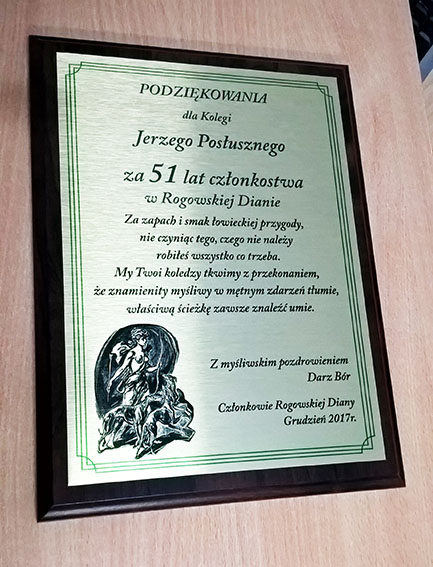 PODZIĘKOWANIA
dla Kolegi
Jerzego Posłusznego
za 51 lat członkostwa
w Rogowskiej Dianie
Za zapach i smak łowieckiej przygody,
nie czyniąc tego, czego nie należy
robiłeś wszystko co trzeba.
My Twoi koledzy tkwimy z przekonaniem,
że znamienity myśliwy w mętnym zdarzeń tłumie,
właściwą ścieżkę zawsze znaleźć umie.
Z myśliwskim pozdrowieniem
Darz Bór
Członkowie Rogowskiej Diany
Grudzień 2017r.